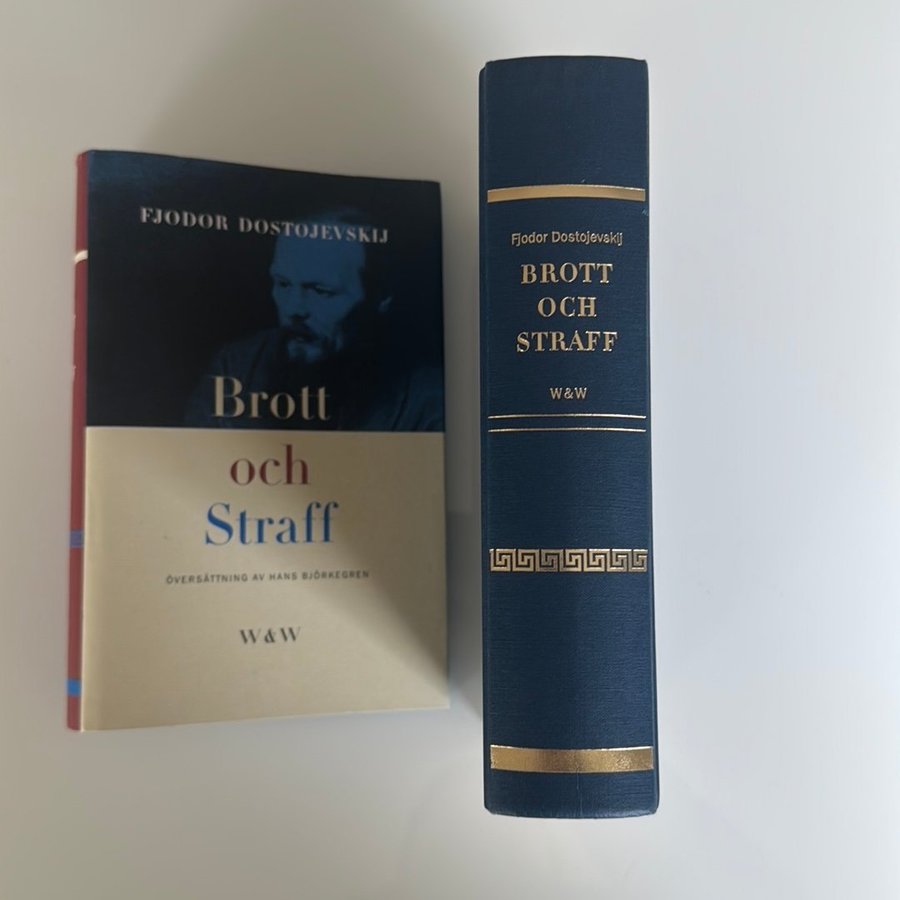 FJODOR DOSTOJEVSKIJ
Brott
och
Straff
ÖVERSÄTTNING AV HANS BJÖRKEGREN
W&W
Fjodor Dostojevskij
BROTT
OCH
STRAFF
W&W